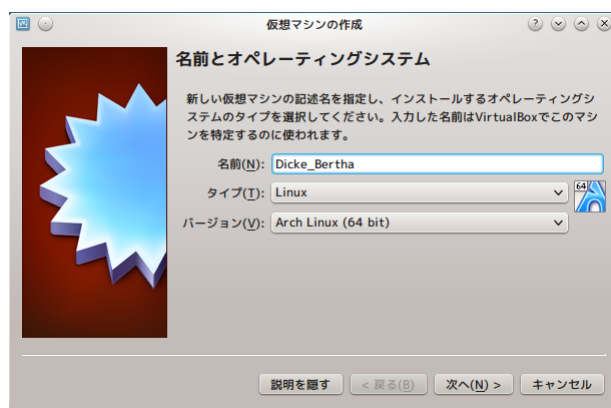 仮想マシンの作成
名前とオペレーティングシステム
新しい仮想マシンの記述名を指定し、インストールするオペレーティングシ
ステムのタイプを選択してください。入力した名前はVirtualBoxでこのマシ
ンを特定するのに使われます。
名前(N): Dicke_Bertha
タイプ(T): Linux
64
バージョン(V): Arch Linux (64 bit)
説明を隠す < 戻る(B) 次へ(N) > キャンセル